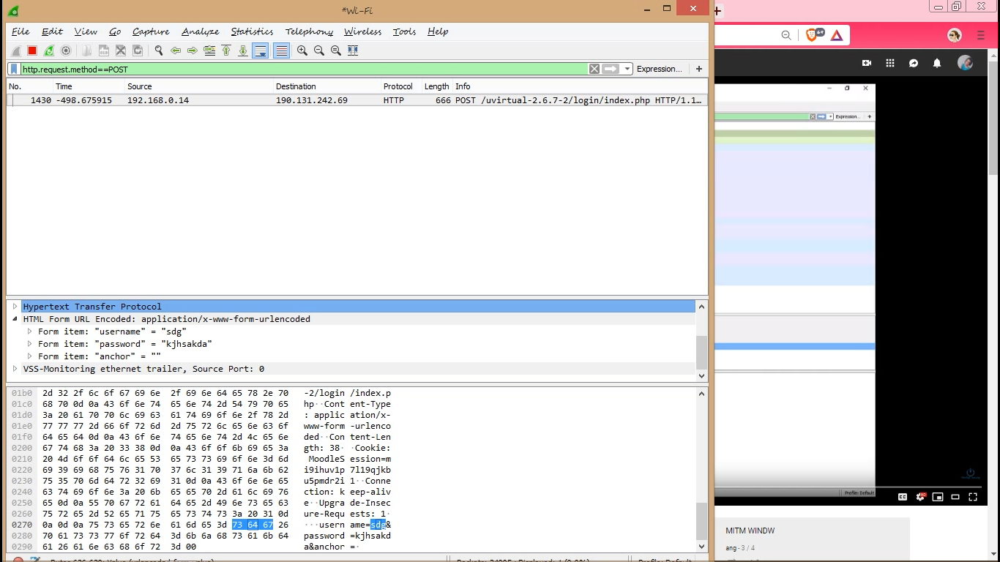 *Wi-Fi
File Edit View Go Capture Analyze Statistics Telephony Wireless Tools Help
http.request.method==POST
Expression...
+
No. Time Source Destination Protocol Length Info
1430 -498.675915 192.168.0.14 190.131.242.69 HTTP 666 POST /uvirtual-2.6.7-2/login/index.php HTTP/1.1…
Hypertext Transfer Protocol
HTML Form URL Encoded: application/x-www-form-urlencoded
Form item: "username" = "sdg"
Form item: "password" = "kjhsakda"
Form item: "anchor" = ""
VSS-Monitoring ethernet trailer, Source Port: 0
01b0 2d 32 2f 6c 6f 67 69 6e 2f 69 6e 64 65 78 2e 70 -2/login /index.p
01c0 68 70 0d 0a 43 6f 6e 74 65 6e 74 2d 54 79 70 65 hp··Cont ent-Type
01d0 3a 20 61 70 70 6c 69 63 61 74 69 6f 6e 2f 78 2d : applic ation/x-
01e0 77 77 77 2d 66 6f 72 6d 2d 75 72 6c 65 6e 63 6f www-form -urlenco
01f0 64 65 64 0d 0a 43 6f 6e 74 65 6e 74 2d 4c 65 6e ded··Con tent-Len
0200 67 74 68 3a 20 33 38 0d 0a 43 6f 6f 6b 69 65 3a gth: 38· ·Cookie:
0210 20 4d 6f 6f 64 6c 65 53 65 73 73 69 6f 6e 3d 6d MoodleS ession=m
0220 69 39 69 68 75 76 31 70 37 6c 31 39 71 6a 6b 62 i9ihuv1p 7l19qjkb
0230 75 35 70 6d 64 72 32 69 31 0d 0a 43 6f 6e 6e 65 u5pmdr2i 1··Conne
0240 63 74 69 6f 6e 3a 20 6b 65 65 70 2d 61 6c 69 76 ction: k eep-aliv
0250 65 0d 0a 55 70 67 72 61 64 65 2d 49 6e 73 65 63 e··Upgra de-Insec
0260 75 72 65 2d 52 65 71 75 65 73 74 73 3a 20 31 0d ure-Requ ests: 1·
0270 0a 0d 0a 75 73 65 72 6e 61 6d 65 3d 73 64 67 26 ···usern ame=sdg&
0280 70 61 73 73 77 6f 72 64 3d 6b 6a 68 73 61 6b 64 password =kjhsakd
0290 61 26 61 6e 63 68 6f 72 3d 00 a&anchor =·
Expression...
+
Profile: Default
MITM WINDW
ang - 3 / 4